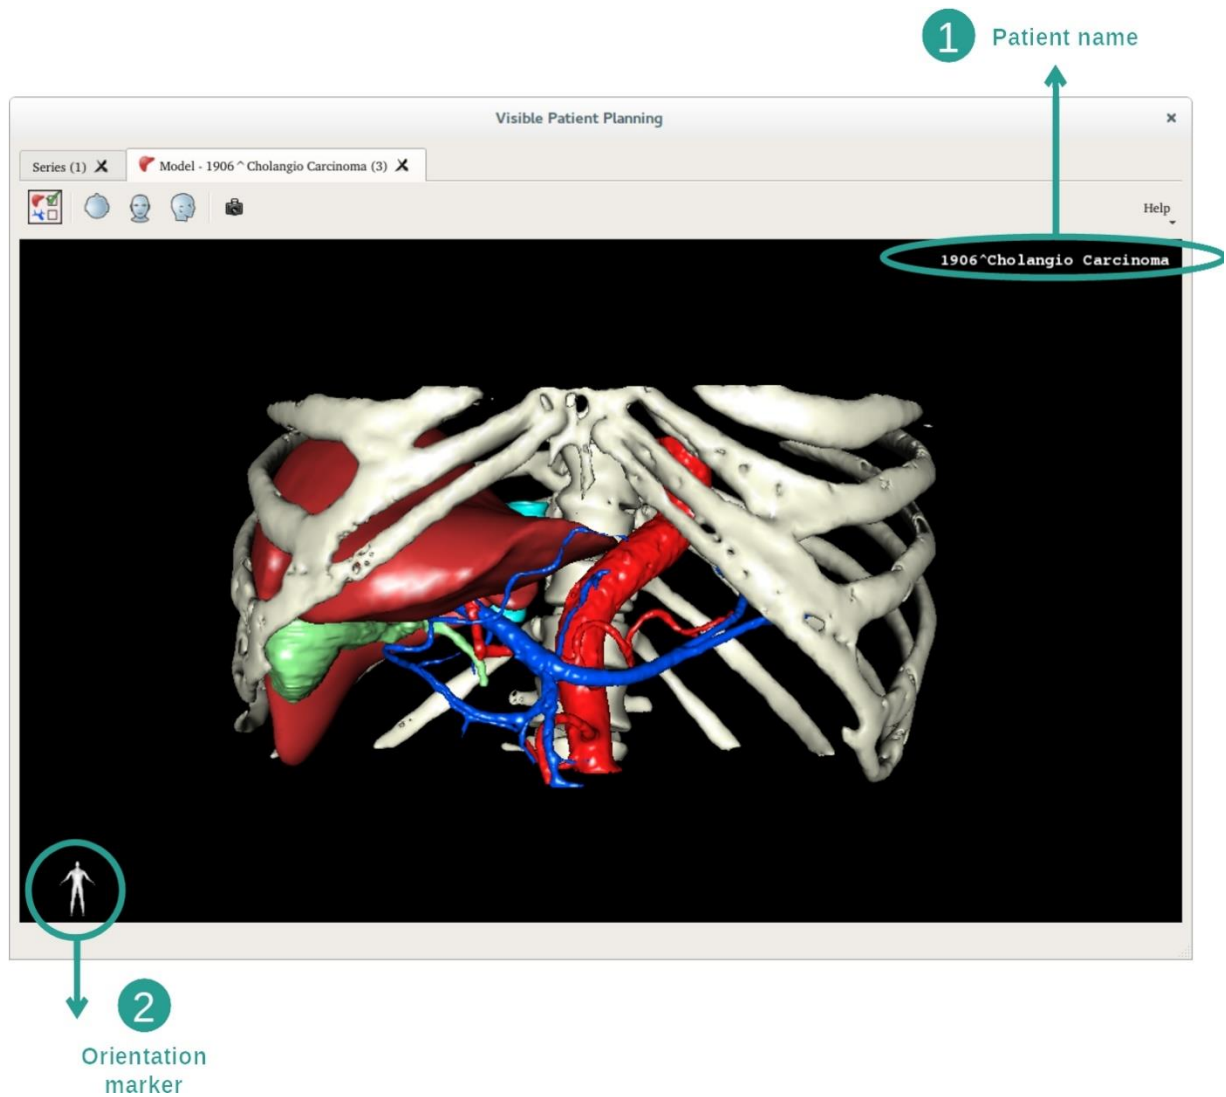 1 Patient name
Visible Patient Planning
Series (1) Model - 1906^Cholangio Carcinoma (3)
Help
1906^Cholangio Carcinoma
2
Orientation
marker